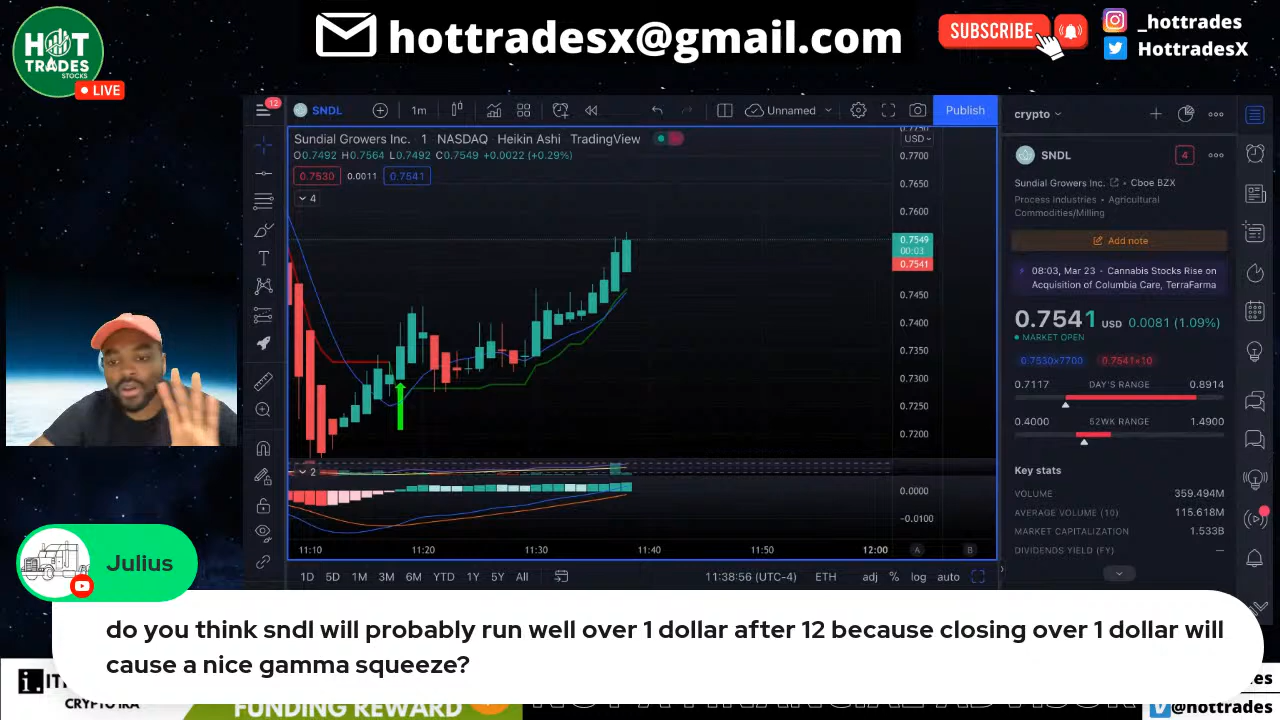 HOT
TRADES
STOCKS
LIVE
hottradesx@gmail.com
SUBSCRIBE
_hottrades
HottradesX
12
SNDL
1m
Unnamed
Publish
Sundial Growers Inc. 1 NASDAQ Heikin Ashi TradingView
O0.7492 H0.7564 L0.7492 C0.7549 +0.0022 (+0.29%)
0.7530 0.0011 0.7541
4
USD
0.7700
0.7650
0.7600
0.7549
00:03
0.7541
0.7450
0.7400
0.7350
0.7300
0.7250
0.7200
2
0.0000
-0.0100
11:10 11:20 11:30 11:40 11:50 12:00 A B
1D 5D 1M 3M 6M YTD 1Y 5Y All
11:38:56 (UTC-4) ETH adj % log auto
crypto
SNDL 4
Sundial Growers Inc. • Cboe BZX
Process Industries • Agricultural
Commodities/Milling
Add note
08:03, Mar 23 - Cannabis Stocks Rise on
Acquisition of Columbia Care, TerraFarma
0.7541 USD 0.0081 (1.09%)
MARKET OPEN
0.7530×7700 0.7541×10
0.7117 DAY'S RANGE 0.8914
0.4000 52WK RANGE 1.4900
Key stats
VOLUME 359.494M
AVERAGE VOLUME (10) 115.618M
MARKET CAPITALIZATION 1.533B
DIVIDENDS YIELD (FY) —
Julius
do you think sndl will probably run well over 1 dollar after 12 because closing over 1 dollar will
cause a nice gamma squeeze?
CRYPTO IRA
FUNDING REWARD
NOT A FINANCIAL ADVISOR
@hottrades